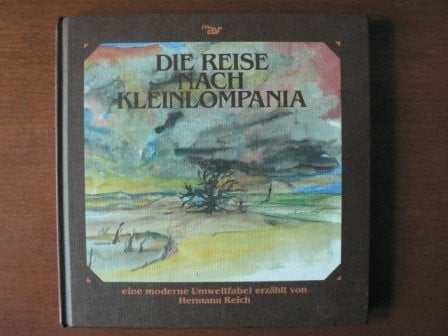 DIE REISE
NACH
KLEINLOMPANIA
eine moderne Umweltfabel erzählt von
Hermann Reich